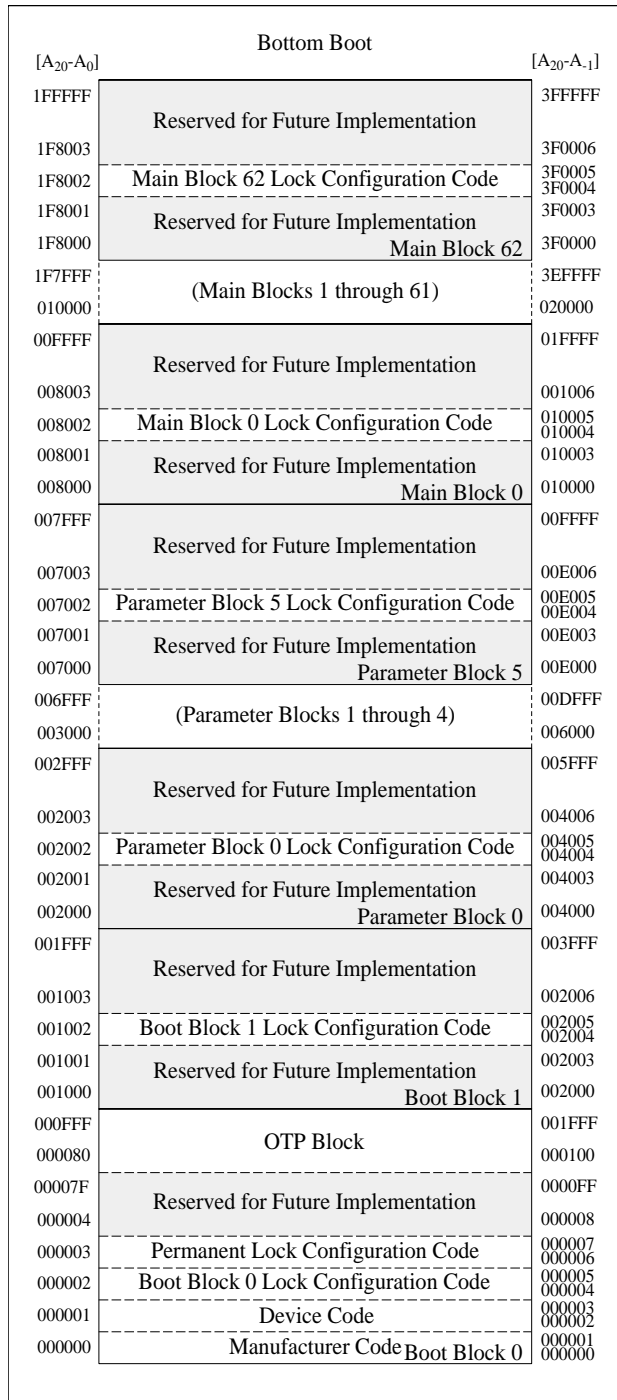 Bottom Boot
[A20-A0] [A20-A-1]
1FFFFF 3FFFFF
Reserved for Future Implementation
1F8003 3F0006
1F8002 Main Block 62 Lock Configuration Code 3F0005
3F0004
1F8001 3F0003
Reserved for Future Implementation
1F8000 Main Block 62 3F0000
1F7FFF 3EFFFF
(Main Blocks 1 through 61)
010000 020000
00FFFF 01FFFF
Reserved for Future Implementation
008003 001006
008002 Main Block 0 Lock Configuration Code 010005
010004
008001 010003
Reserved for Future Implementation
008000 Main Block 0 010000
007FFF 00FFFF
Reserved for Future Implementation
007003 00E006
007002 Parameter Block 5 Lock Configuration Code 00E005
00E004
007001 00E003
Reserved for Future Implementation
007000 Parameter Block 5 00E000
006FFF 00DFFF
(Parameter Blocks 1 through 4)
003000 006000
002FFF 005FFF
Reserved for Future Implementation
002003 004006
002002 Parameter Block 0 Lock Configuration Code 004005
004004
002001 004003
Reserved for Future Implementation
002000 Parameter Block 0 004000
001FFF 003FFF
Reserved for Future Implementation
001003 002006
001002 Boot Block 1 Lock Configuration Code 002005
002004
001001 002003
Reserved for Future Implementation
001000 Boot Block 1 002000
000FFF 001FFF
OTP Block
000080 000100
00007F 0000FF
Reserved for Future Implementation
000004 000008
000003 Permanent Lock Configuration Code 000007
000006
000002 Boot Block 0 Lock Configuration Code 000005
000004
000001 Device Code 000003
000002
000000 Manufacturer Code Boot Block 0 000001
000000